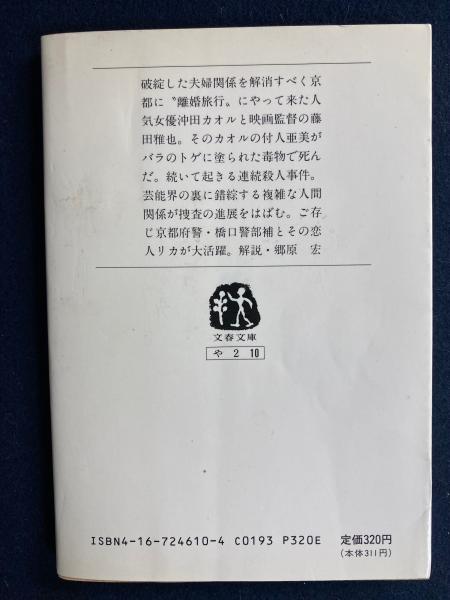 破綻した夫婦関係を解消すべく京
都に〝離婚旅行〟にやって来た人
気女優沖田カオルと映画監督の藤
田雅也。そのカオルの付人亜美が
バラのトゲに塗られた毒物で死ん
だ。続いて起きる連続殺人事件。
芸能界の裏に錯綜する複雑な人間
関係が捜査の進展をはばむ。ご存
じ京都府警・橋口警部補とその恋
人リカが大活躍。解説・郷原　宏
文春文庫
や 2 10
ISBN4-16-724610-4 C0193 P320E 定価320円
(本体311円)